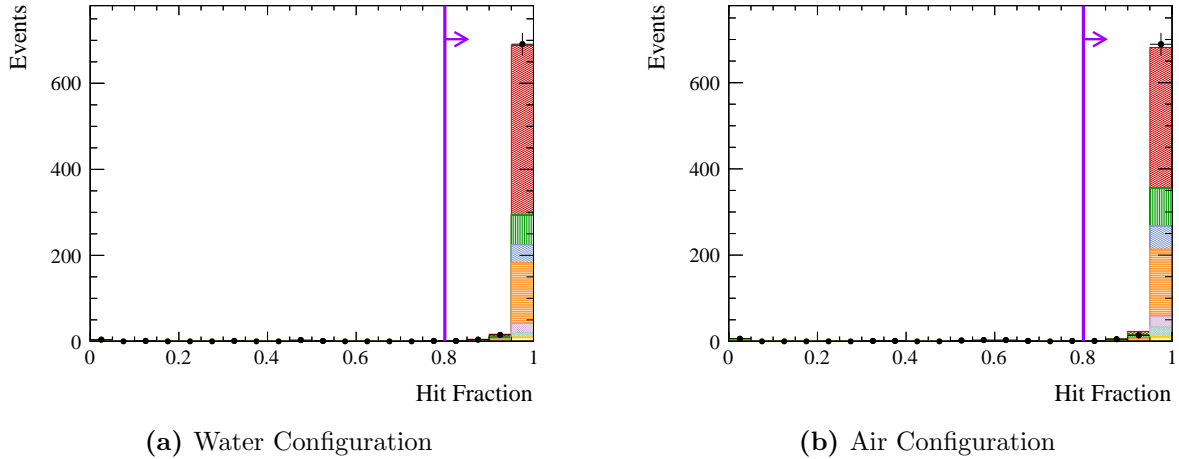 Events
600
400
200
0
0 0.2 0.4 0.6 0.8 1
Hit Fraction
(a) Water Configuration
Events
600
400
200
0
0 0.2 0.4 0.6 0.8 1
Hit Fraction
(b) Air Configuration